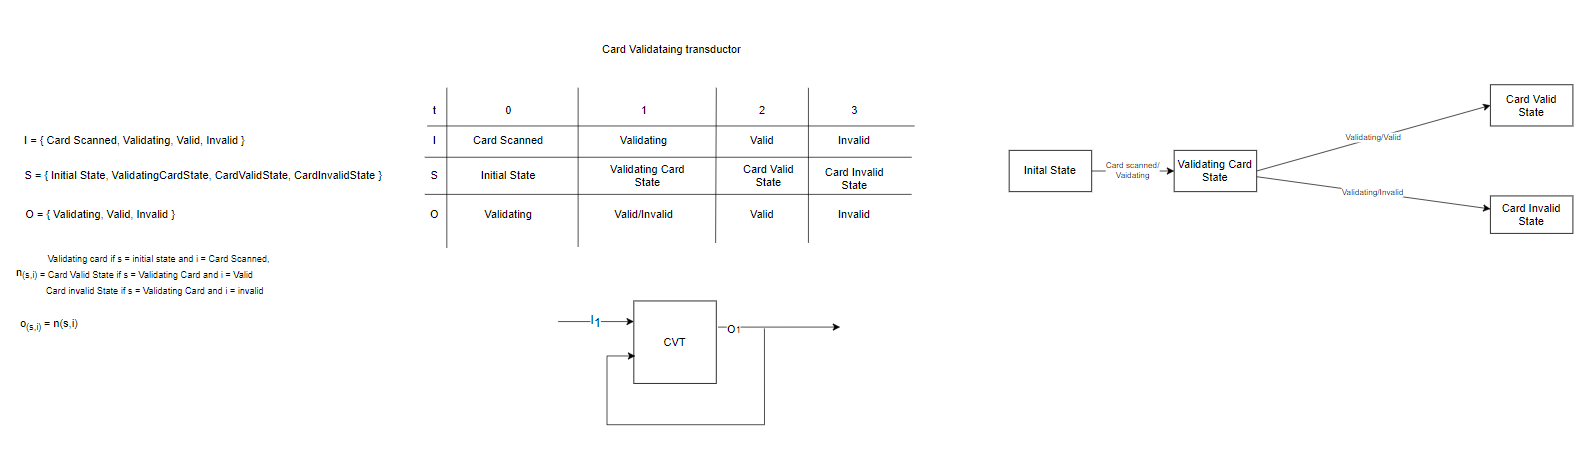 Card Validataing transductor
I = { Card Scanned, Validating, Valid, Invalid }
S = { Initial State, ValidatingCardState, CardValidState, CardInvalidState }
O = { Validating, Valid, Invalid }
Validating card if s = initial state and i = Card Scanned,
n(s,i) = Card Valid State if s = Validating Card and i = Valid
Card invalid State if s = Validating Card and i = invalid
o(s,i) = n(s,i)
t 0 1 2 3
I Card Scanned Validating Valid Invalid
S Initial State Validating Card State Card Valid State Card Invalid State
O Validating Valid/Invalid Valid Invalid
I1
CVT
O1
Inital State
Card scanned/
Vaidating
Validating Card
State
Validating/Valid
Validating/Invalid
Card Valid
State
Card Invalid
State